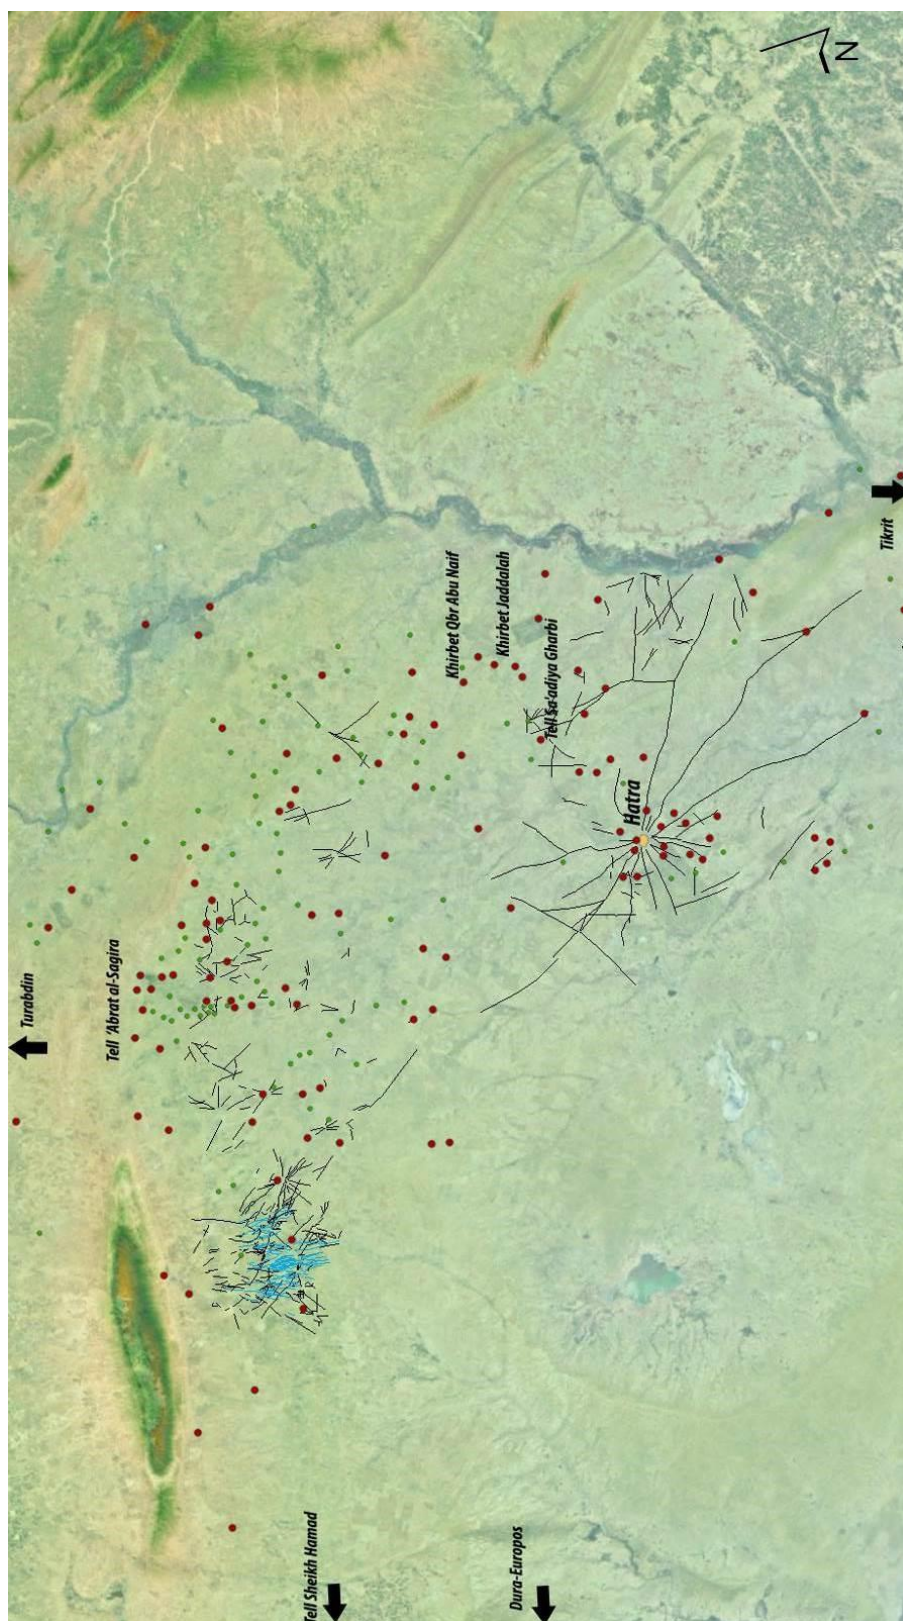 N
Khirbet Qbr Abu Naif
Khirbet Jaddalah
Tell Sa'adiya Gharbi
Tikrit
Hatra
Turabdin
Tell 'Abrat al-Sagira
Tell Sheikh Hamad
Dura-Europos